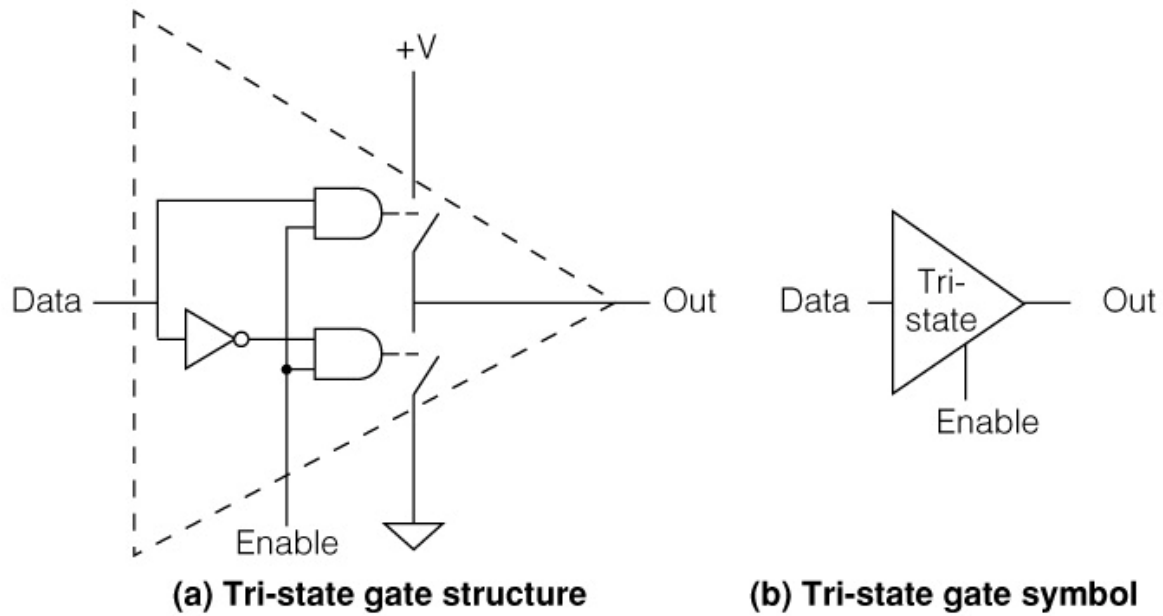 +V
Data
Out
Enable
(a) Tri-state gate structure
Data
Tri-
state
Out
Enable
(b) Tri-state gate symbol